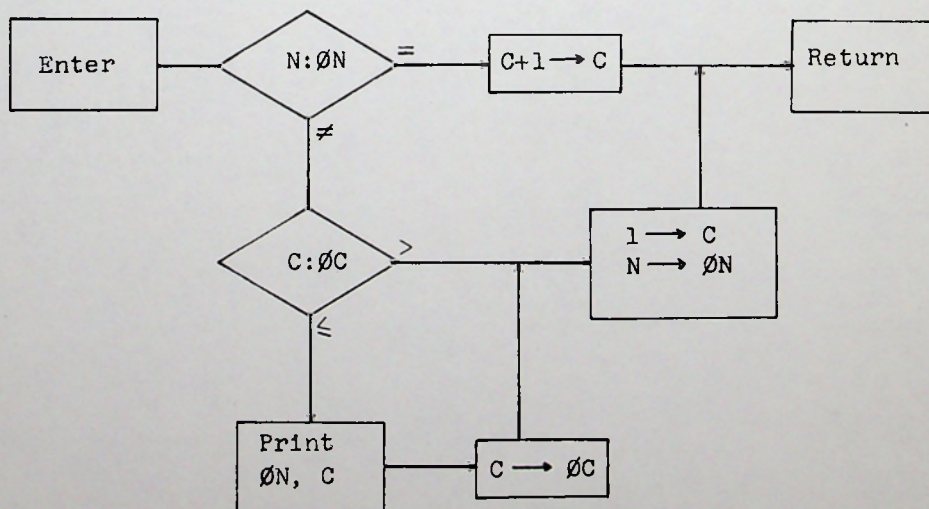 Enter
N:ØN
=
C+1 → C
Return
≠
C:ØC
>
1 → C
N → ØN
≤
Print
ØN, C
C → ØC